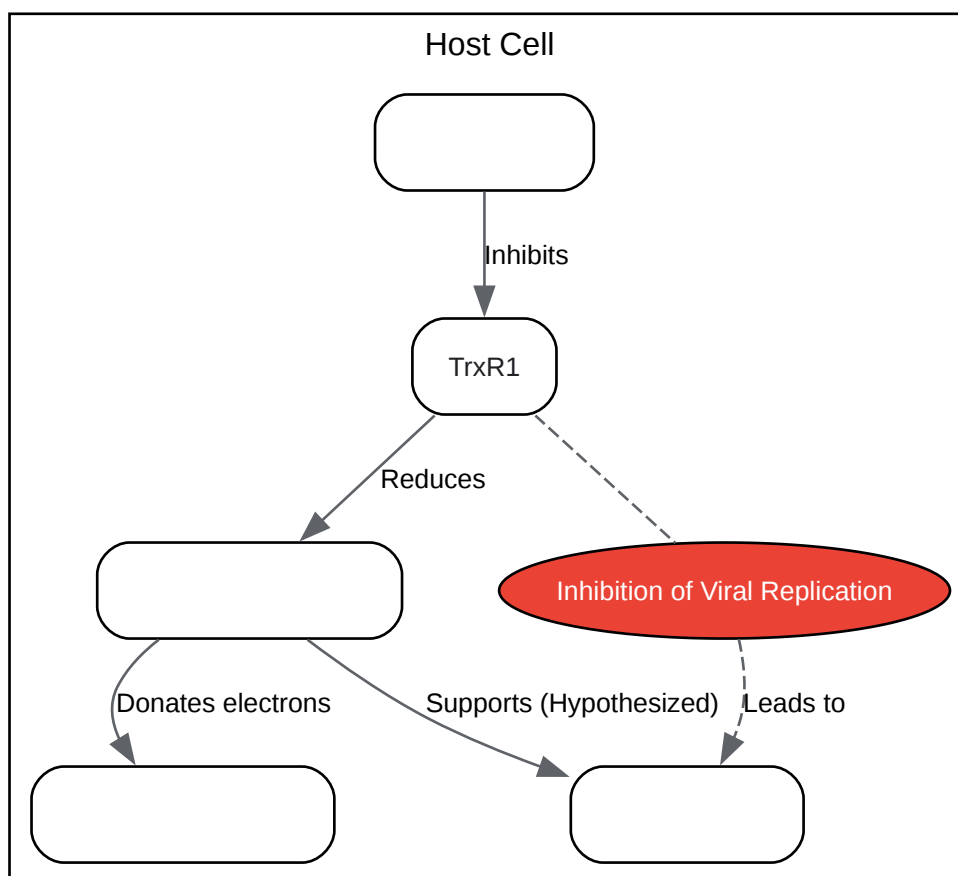 Host Cell
Inhibits
TrxR1
Reduces
Inhibition of Viral Replication
Donates electrons
Supports (Hypothesized)
Leads to